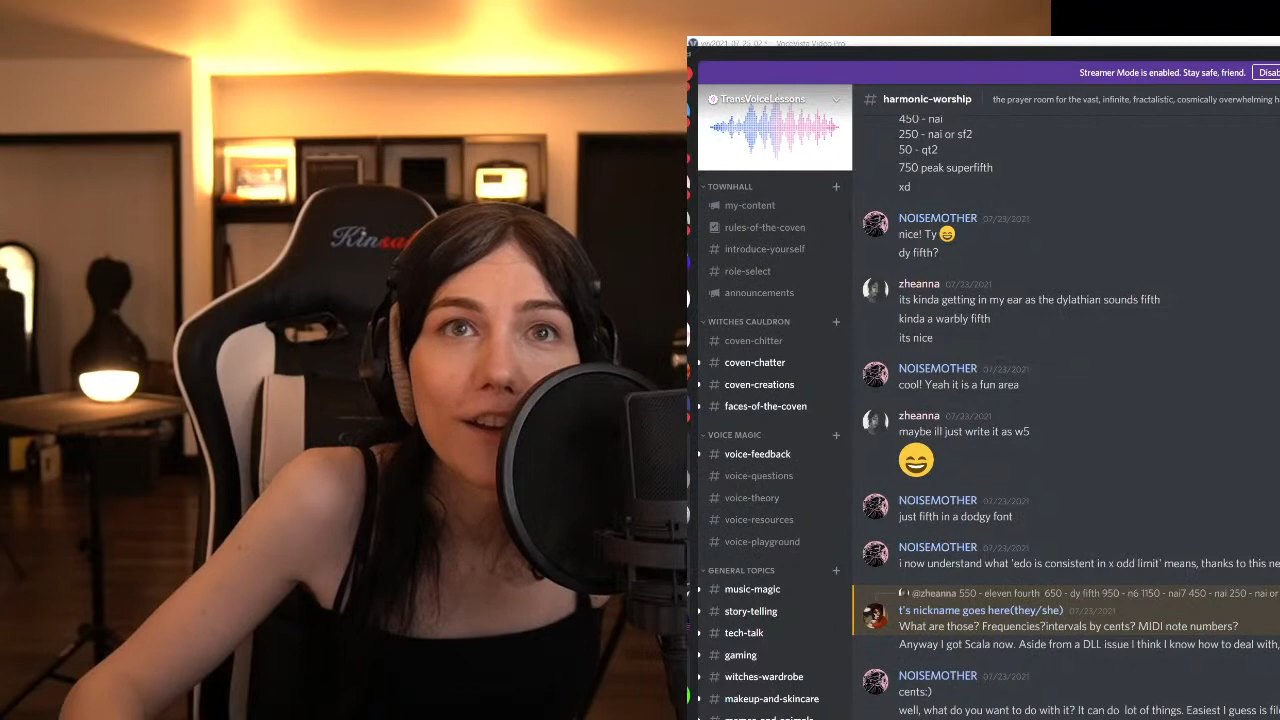 vvv2021_07_25_02 * VoceVista Video Pro
Streamer Mode is enabled. Stay safe, friend.
Disab
TransVoiceLessons
# harmonic-worship
the prayer room for the vast, infinite, fractalistic, cosmically overwhelming h
TOWNHALL
my-content
rules-of-the-coven
# introduce-yourself
# role-select
announcements
WITCHES CAULDRON
# coven-chitter
# coven-chatter
# coven-creations
# faces-of-the-coven
VOICE MAGIC
# voice-feedback
# voice-questions
# voice-theory
# voice-resources
# voice-playground
GENERAL TOPICS
# music-magic
# story-telling
# tech-talk
# gaming
# witches-wardrobe
# makeup-and-skincare
# memes-and-animals
450 - nai
250 - nai or sf2
50 - qt2
750 peak superfifth
xd
NOISEMOTHER 07/23/2021
nice! Ty 😄
dy fifth?
zheanna 07/23/2021
its kinda getting in my ear as the dylathian sounds fifth
kinda a warbly fifth
its nice
NOISEMOTHER 07/23/2021
cool! Yeah it is a fun area
zheanna 07/23/2021
maybe ill just write it as w5
😄
NOISEMOTHER 07/23/2021
just fifth in a dodgy font
NOISEMOTHER 07/23/2021
i now understand what 'edo is consistent in x odd limit' means, thanks to this ne
@zheanna 550 - eleven fourth 650 - dy fifth 950 - n6 1150 - nai7 450 - nai 250 - nai or
t's nickname goes here(they/she) 07/23/2021
What are those? Frequencies?intervals by cents? MIDI note numbers?
Anyway I got Scala now. Aside from a DLL issue I think I know how to deal with,
NOISEMOTHER 07/23/2021
cents:)
well, what do you want to do with it? It can do lot of things. Easiest I guess is file
Kinsal